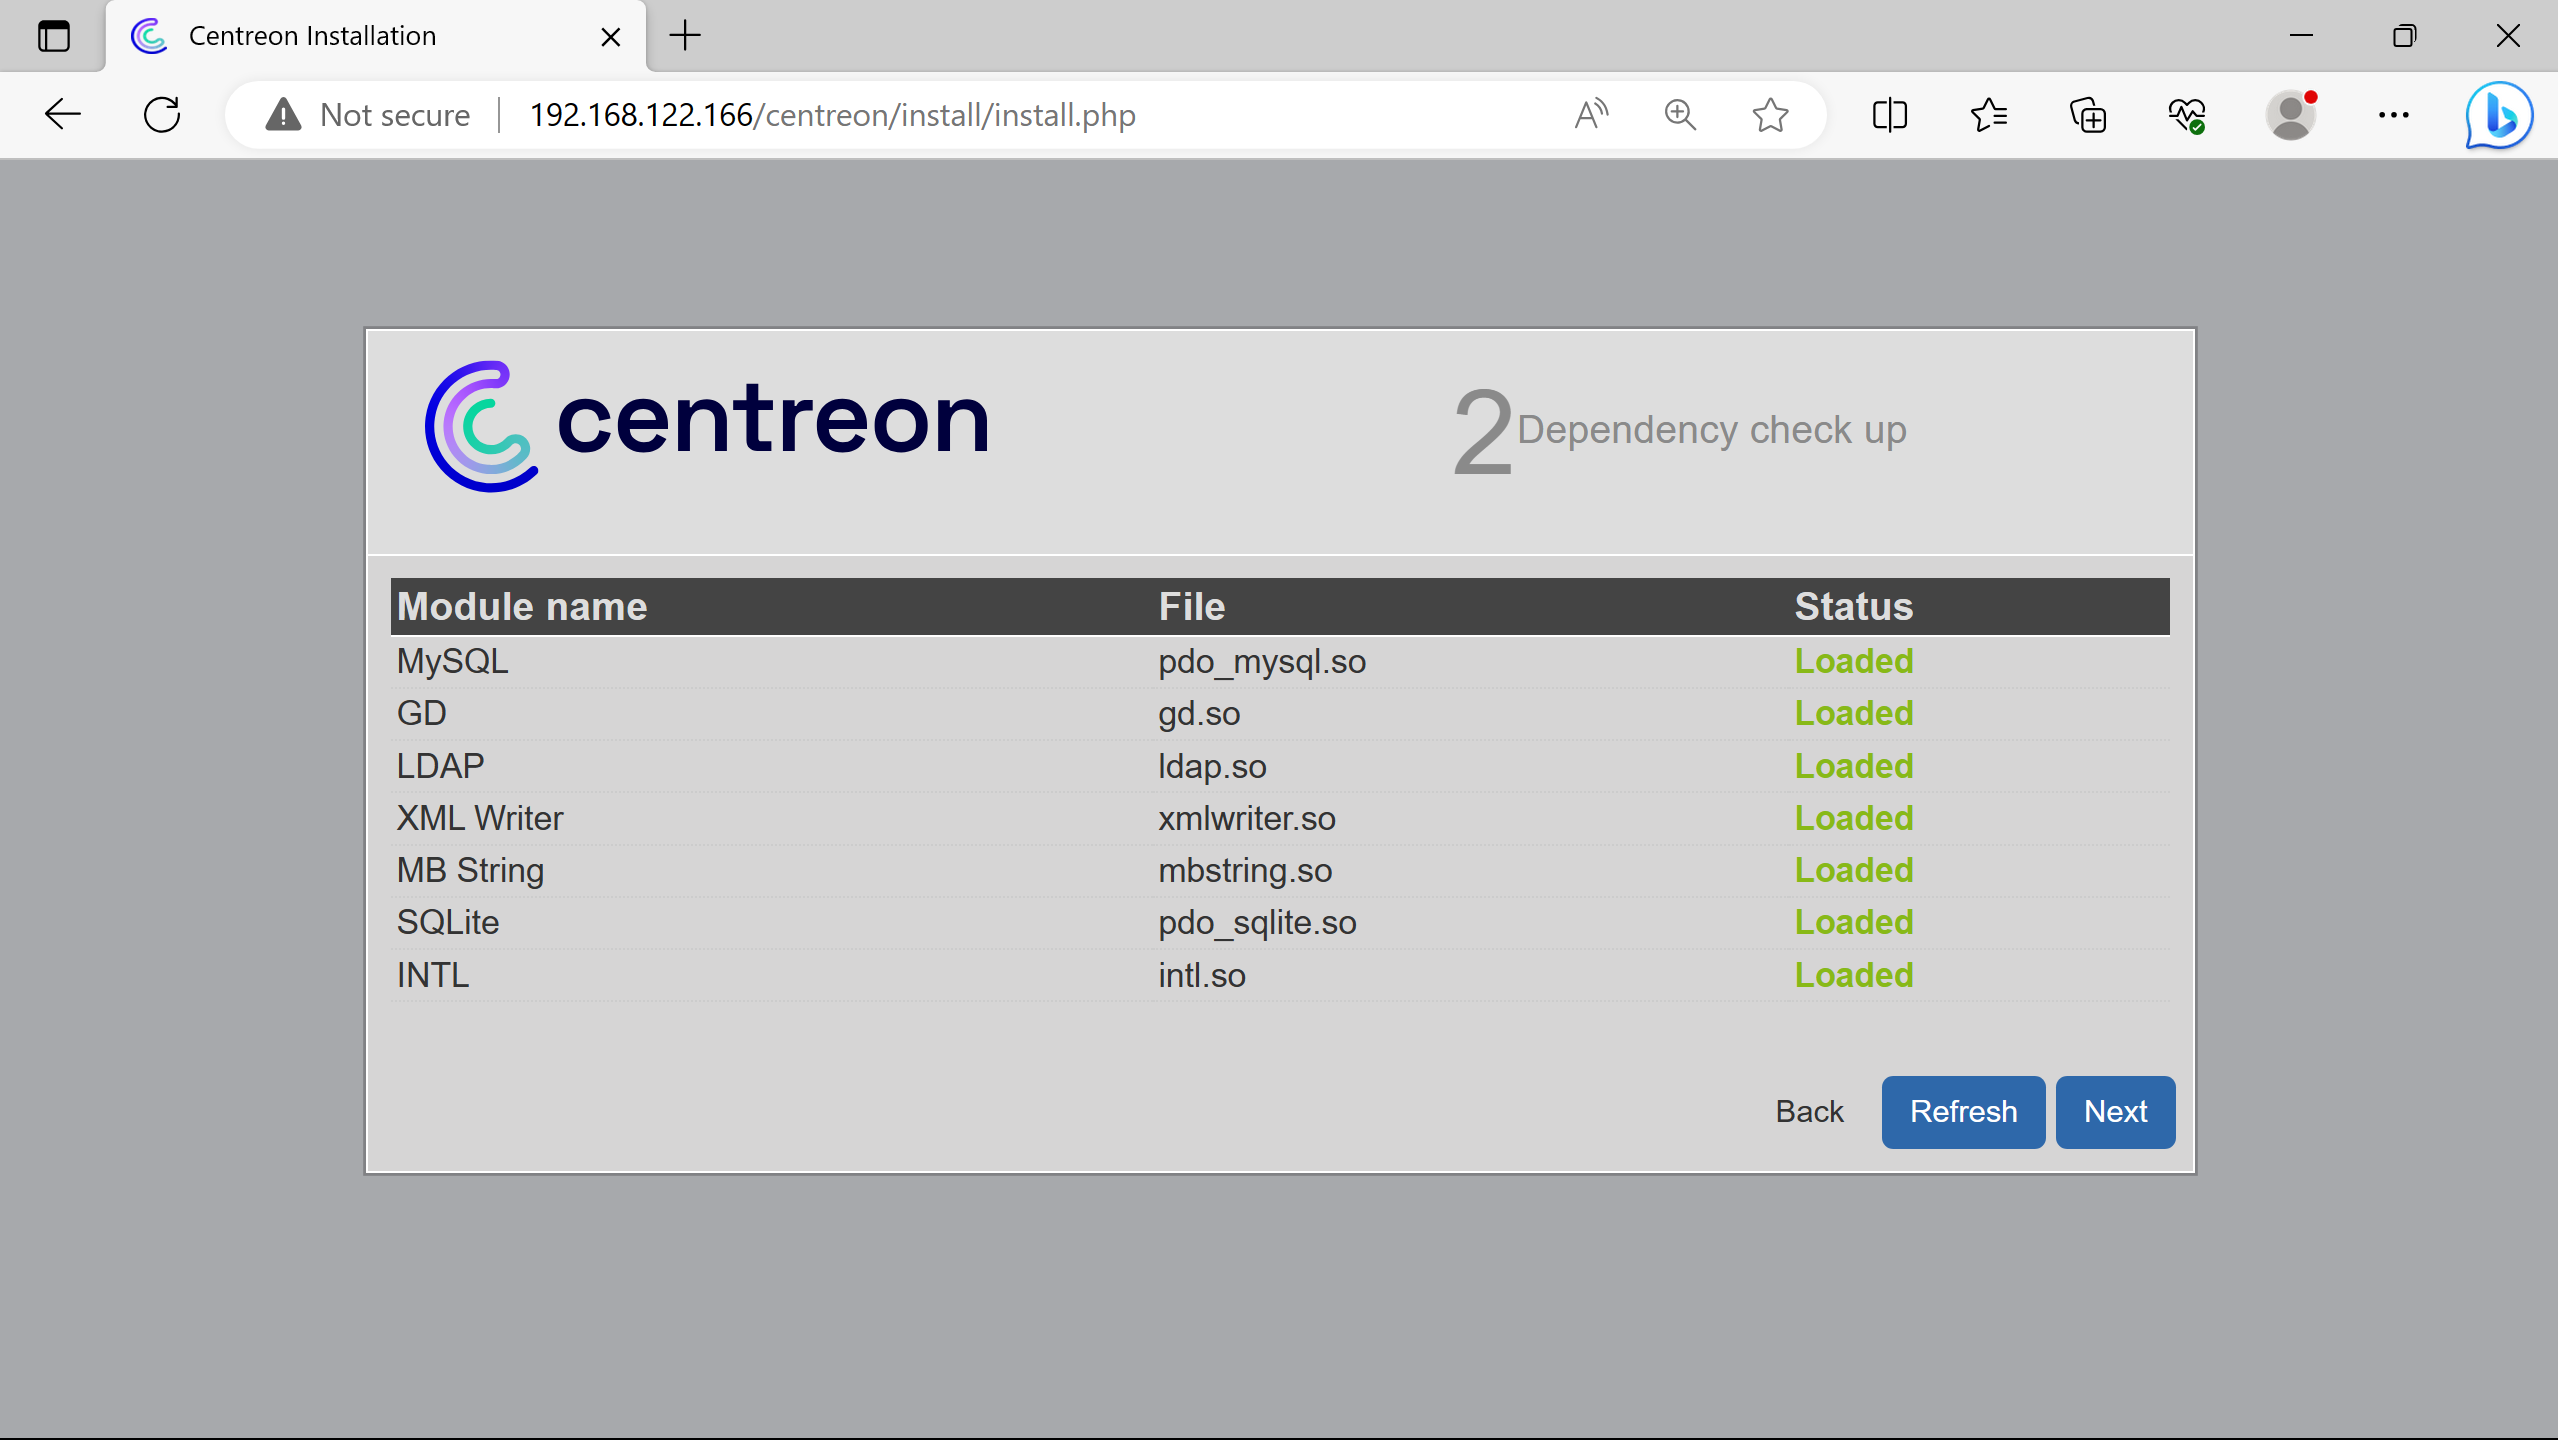 Centreon Installation
Not secure 192.168.122.166/centreon/install/install.php
centreon
2 Dependency check up
Module name File Status
MySQL pdo_mysql.so Loaded
GD gd.so Loaded
LDAP ldap.so Loaded
XML Writer xmlwriter.so Loaded
MB String mbstring.so Loaded
SQLite pdo_sqlite.so Loaded
INTL intl.so Loaded
Back Refresh Next